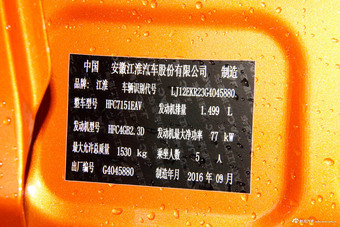 中国 安徽江淮汽车股份有限公司 制造
品牌: 江淮 车辆识别代号 LJ12EKR23G4045880
整车型号 HFC7151EAV 发动机排量 1.499 L
发动机型号 HFC4GB2.3D 发动机最大净功率 77 kW
最大允许总质量 1530 kg 乘坐人数 5 人
出厂编号 G4045880 制造年月 2016 年 09 月